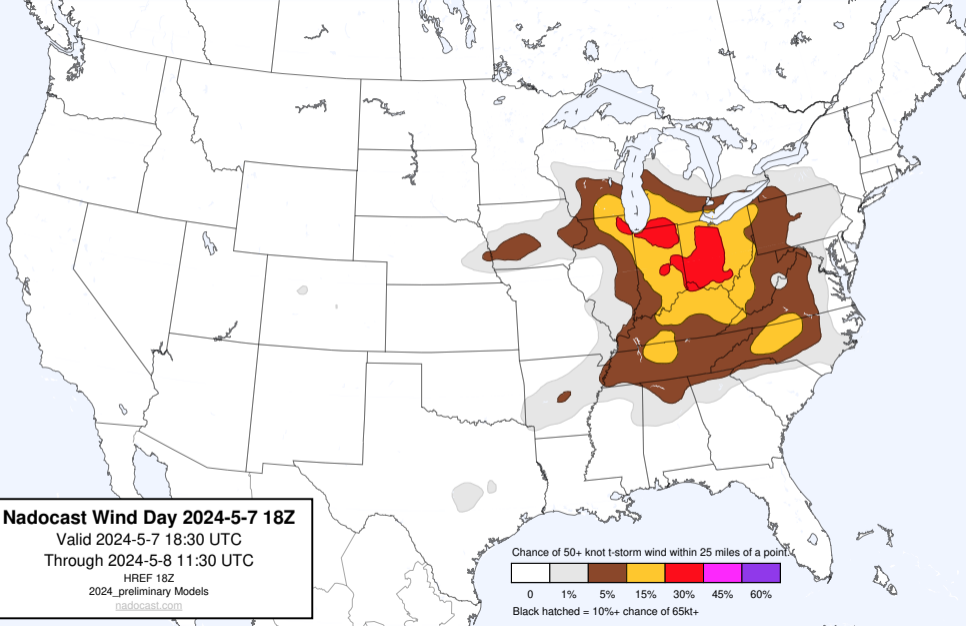 Nadocast Wind Day 2024-5-7 18Z
Valid 2024-5-7 18:30 UTC
Through 2024-5-8 11:30 UTC
HREF 18Z
2024_preliminary Models
nadocast.com
Chance of 50+ knot t-storm wind within 25 miles of a point.
0 1% 5% 15% 30% 45% 60%
Black hatched = 10%+ chance of 65kt+